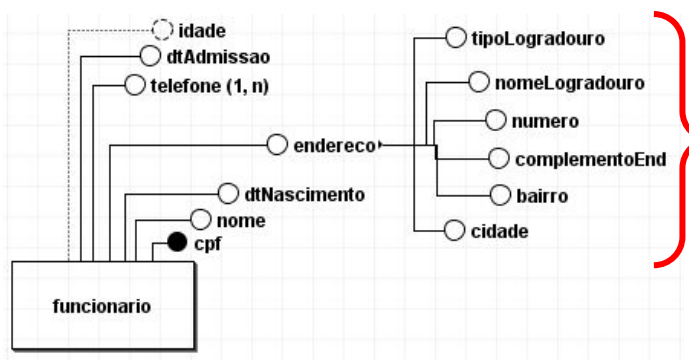 idade
dtAdmissao
telefone (1, n)
endereco
dtNascimento
nome
cpf
funcionario
tipoLogradouro
nomeLogradouro
numero
complementoEnd
bairro
cidade